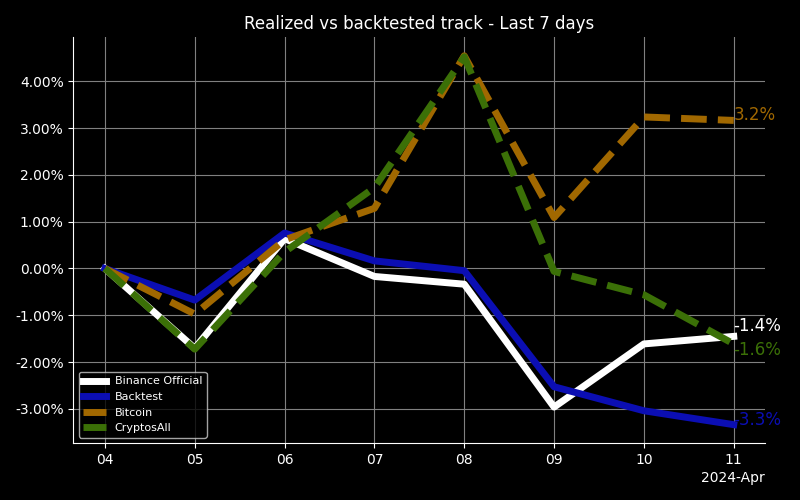 Realized vs backtested track - Last 7 days
4.00%
3.00%
2.00%
1.00%
0.00%
-1.00%
-2.00%
-3.00%
3.2%
-1.4%
-1.6%
-3.3%
Binance Official
Backtest
Bitcoin
CryptosAll
04 05 06 07 08 09 10 11
2024-Apr